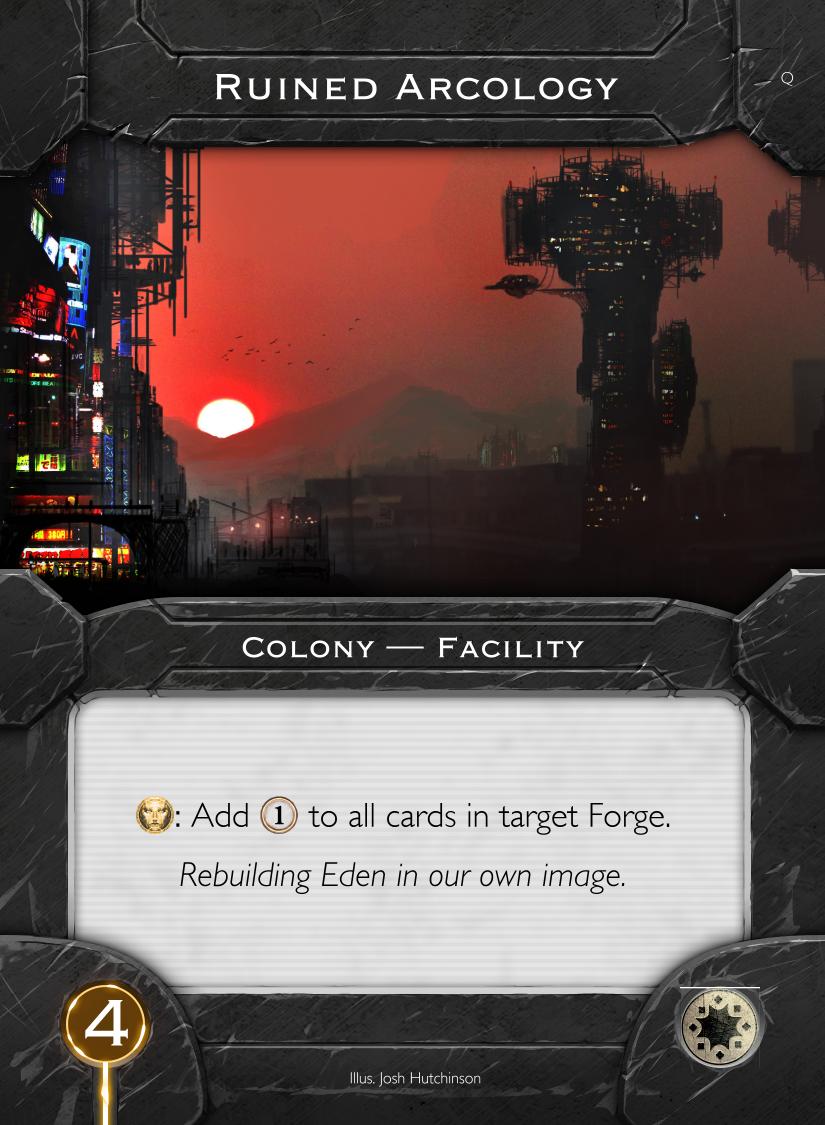 Ruined Arcology
Q
Colony — Facility
: Add 1 to all cards in target Forge.
Rebuilding Eden in our own image.
4
Illus. Josh Hutchinson